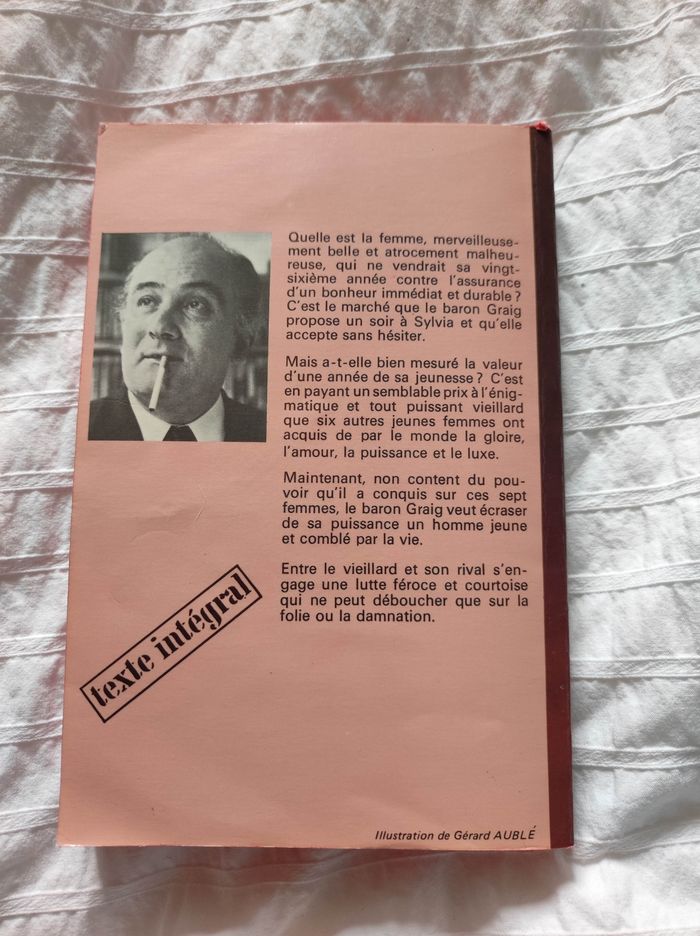 Quelle est la femme, merveilleuse-
ment belle et atrocement malheu-
reuse, qui ne vendrait sa vingt-
sixième année contre l'assurance
d'un bonheur immédiat et durable ?
C'est le marché que le baron Graig
propose un soir à Sylvia et qu'elle
accepte sans hésiter.
Mais a-t-elle bien mesuré la valeur
d'une année de sa jeunesse ? C'est
en payant un semblable prix à l'énig-
matique et tout puissant vieillard
que six autres jeunes femmes ont
acquis de par le monde la gloire,
l'amour, la puissance et le luxe.
Maintenant, non content du pou-
voir qu'il a conquis sur ces sept
femmes, le baron Graig veut écraser
de sa puissance un homme jeune
et comblé par la vie.
Entre le vieillard et son rival s'en-
gage une lutte féroce et courtoise
qui ne peut déboucher que sur la
folie ou la damnation.
texte intégral
Illustration de Gérard AUBLÉ